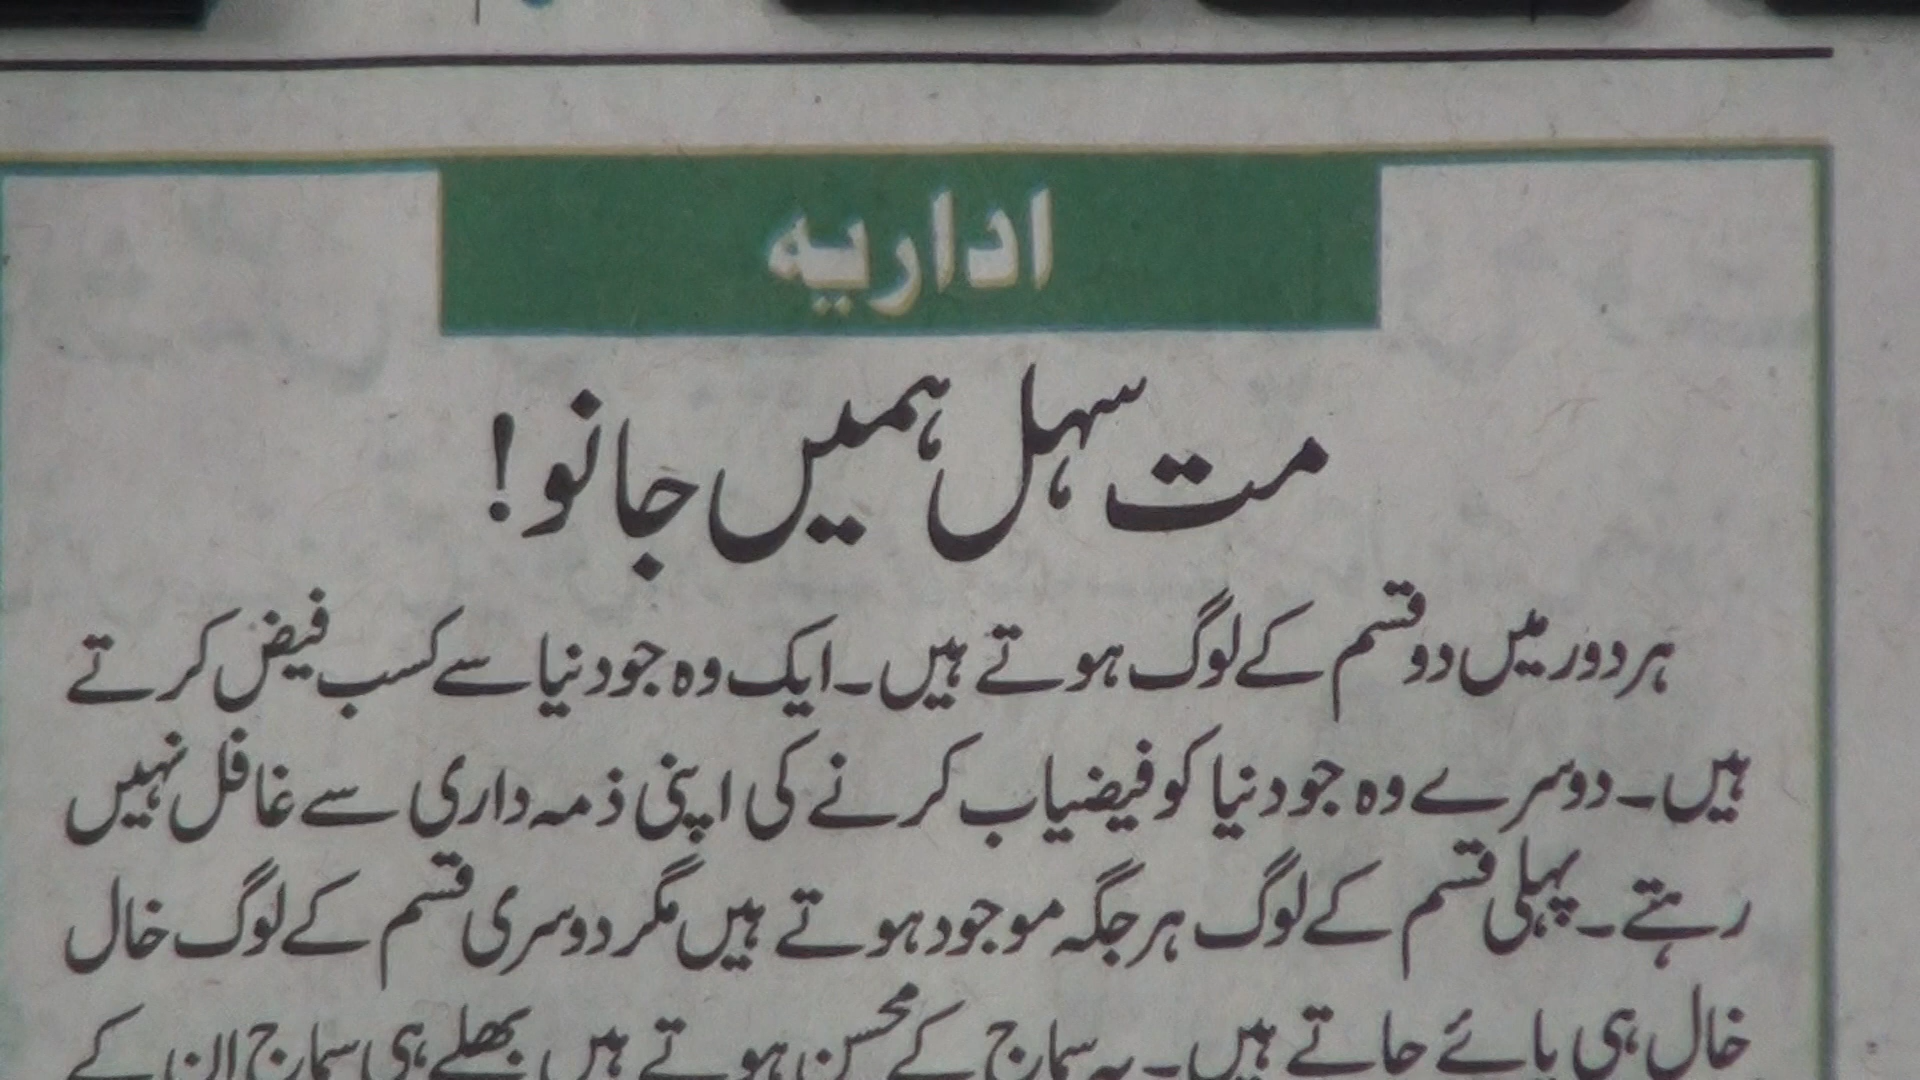 اداریہ
مت سہل ہمیں جانو!
ہر دور میں دو قسم کے لوگ ہوتے ہیں۔ ایک وہ جو دنیا سے کسب فیض کرتے
ہیں۔ دوسرے وہ جو دنیا کو فیضیاب کرنے کی اپنی ذمہ داری سے غافل نہیں
رہتے۔ پہلی قسم کے لوگ ہر جگہ موجود ہوتے ہیں مگر دوسری قسم کے لوگ خال
خال ہی پائے جاتے ہیں۔ یہ سماج کے محسن ہوتے ہیں بھلے ہی سماج ان کے